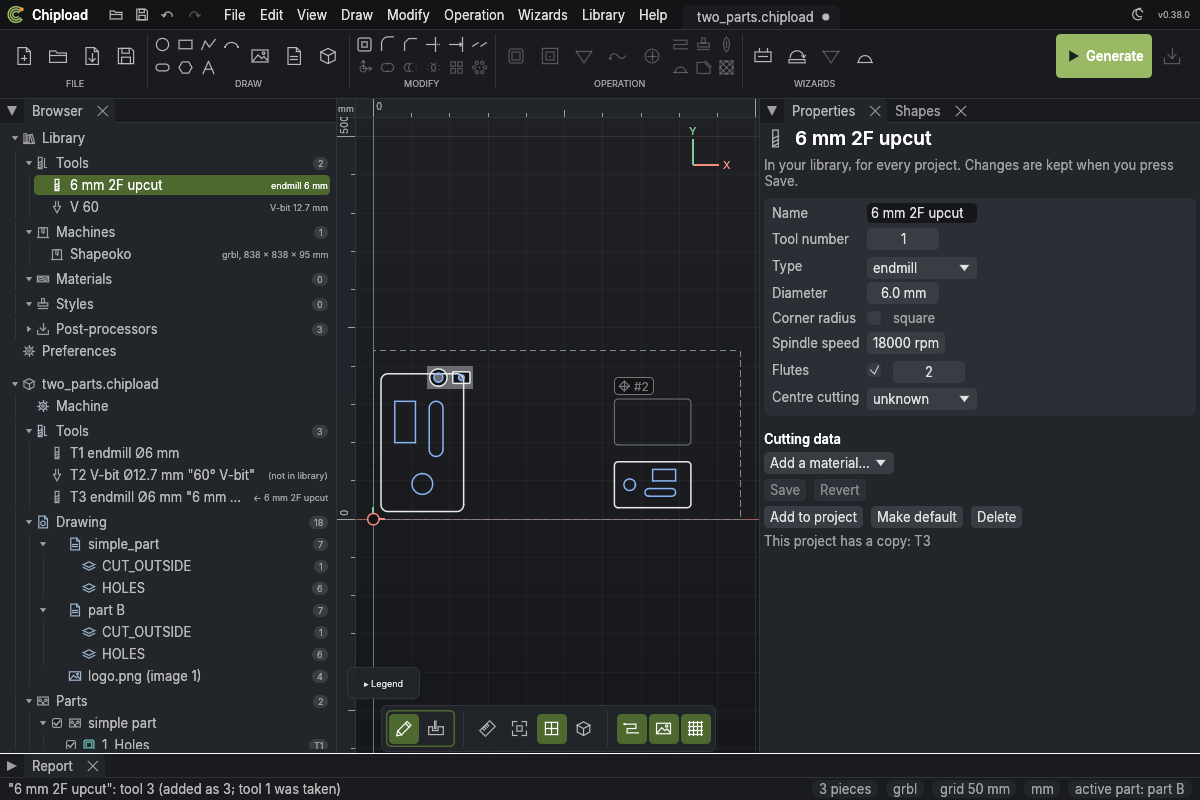 Chipload
File Edit View Draw Modify Operation Wizards Library Help
two_parts.chipload
v0.38.0
FILE
DRAW
MODIFY
OPERATION
WIZARDS
Generate
Browser
Library
Tools 2
6 mm 2F upcut endmill 6 mm
V 60 V-bit 12.7 mm
Machines 1
Shapeoko grbl, 838 × 838 × 95 mm
Materials 0
Styles 0
Post-processors 3
Preferences
two_parts.chipload
Machine
Tools 3
T1 endmill Ø6 mm
T2 V-bit Ø12.7 mm "60° V-bit" (not in library)
T3 endmill Ø6 mm "6 mm ... ← 6 mm 2F upcut
Drawing 18
simple_part 7
CUT_OUTSIDE 1
HOLES 6
part B 7
CUT_OUTSIDE 1
HOLES 6
logo.png (image 1) 4
Parts 2
simple part
1 Holes T1
mm
0
500
0
Y
X
#2
Legend
Properties
Shapes
6 mm 2F upcut
In your library, for every project. Changes are kept when you press
Save.
Name 6 mm 2F upcut
Tool number 1
Type endmill
Diameter 6.0 mm
Corner radius square
Spindle speed 18000 rpm
Flutes 2
Centre cutting unknown
Cutting data
Add a material...
Save Revert
Add to project Make default Delete
This project has a copy: T3
Report
"6 mm 2F upcut": tool 3 (added as 3; tool 1 was taken)
3 pieces grbl grid 50 mm mm active part: part B